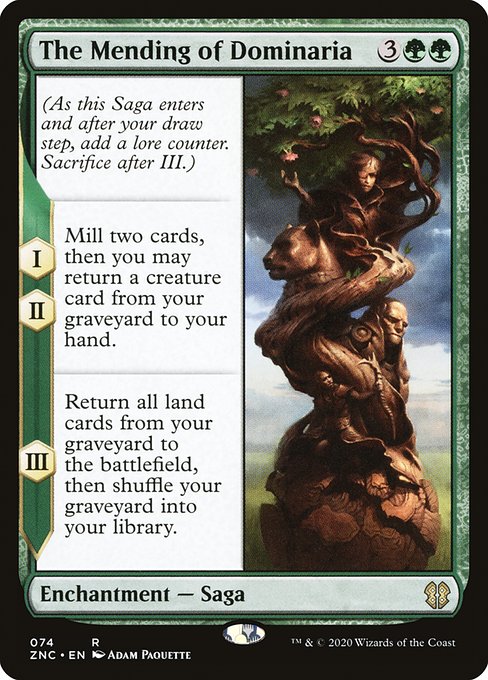 The Mending of Dominaria 3
(As this Saga enters
and after your draw
step, add a lore counter.
Sacrifice after III.)
I
Mill two cards,
then you may
return a creature
card from your
graveyard to your
hand.
II
III
Return all land
cards from your
graveyard to
the battlefield,
then shuffle your
graveyard into
your library.
Enchantment — Saga
074 R
ZNC • EN Adam Paquette
™ & © 2020 Wizards of the Coast